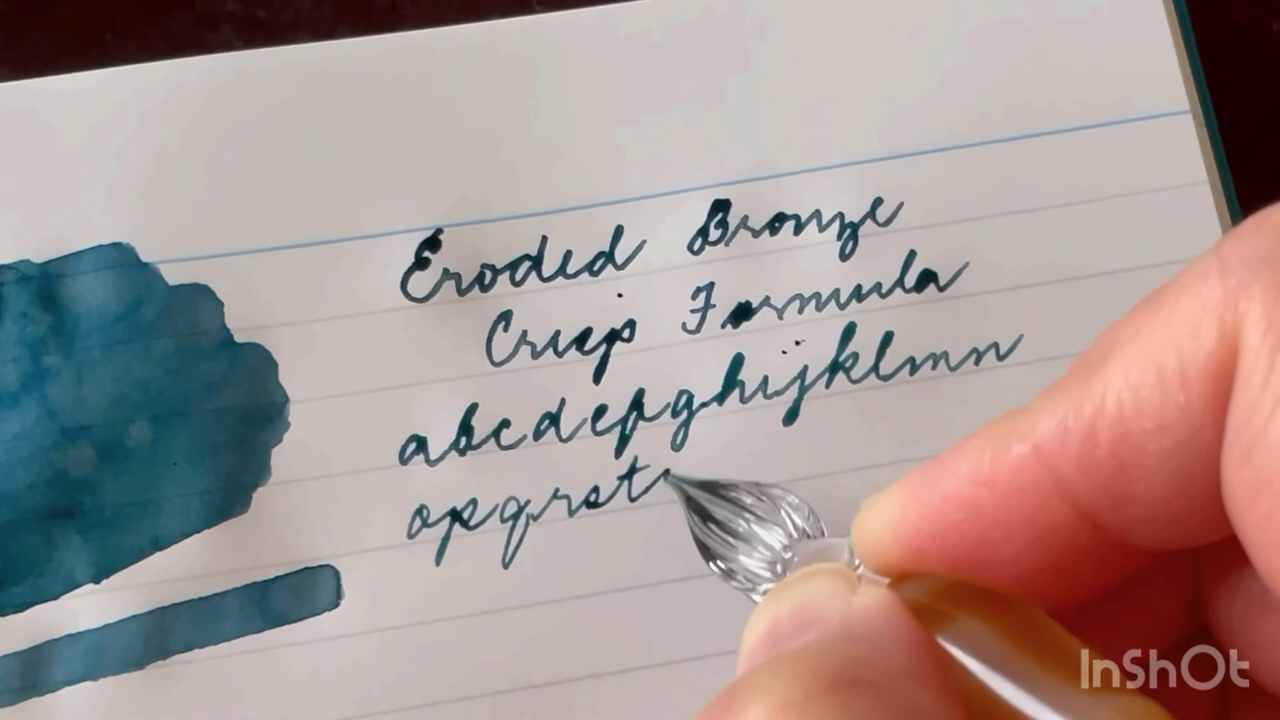 Eroded Bronze
Crisp Formula
abcdefghijklmn
opqrst
InShOt